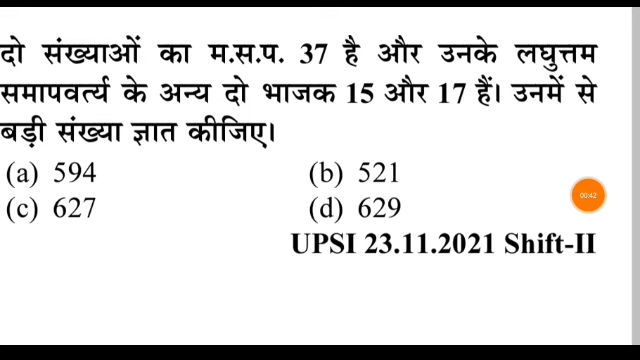 दो संख्याओं का म.स.प. 37 है और उनके लघुत्तम
समापवर्त्य के अन्य दो भाजक 15 और 17 हैं। उनमें से
बड़ी संख्या ज्ञात कीजिए।
(a) 594 (b) 521
(c) 627 (d) 629
00:42
UPSI 23.11.2021 Shift-II